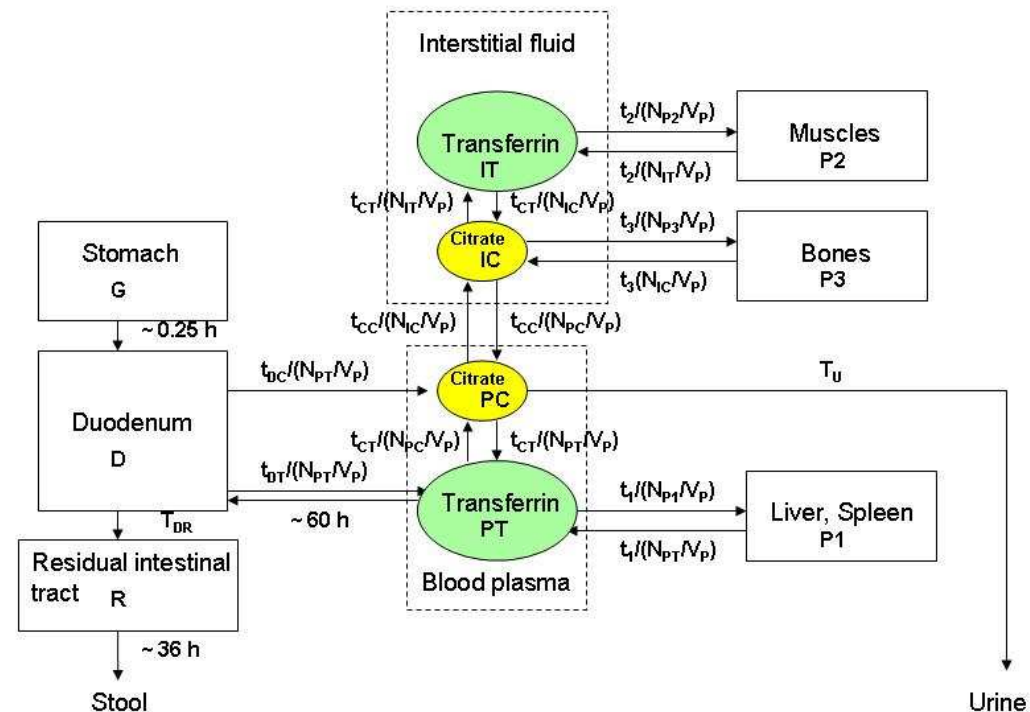 Interstitial fluid
Transferrin
IT
t2/(NP2/VP)
t2/(NIT/VP)
Muscles
P2
tCT/(NIT/VP)
tCT/(NIC/VP)
Citrate
IC
t3/(NP3/VP)
t3(NIC/VP)
Bones
P3
Stomach
G
~ 0.25 h
tCC/(NIC/VP)
tCC/(NPC/VP)
Duodenum
D
tDC/(NPT/VP)
Citrate
PC
TU
tCT/(NPC/VP)
tCT/(NPT/VP)
tDT/(NPT/VP)
~ 60 h
Transferrin
PT
Blood plasma
t1/(NP1/VP)
t1/(NPT/VP)
Liver, Spleen
P1
TDR
Residual intestinal
tract
R
~ 36 h
Stool
Urine